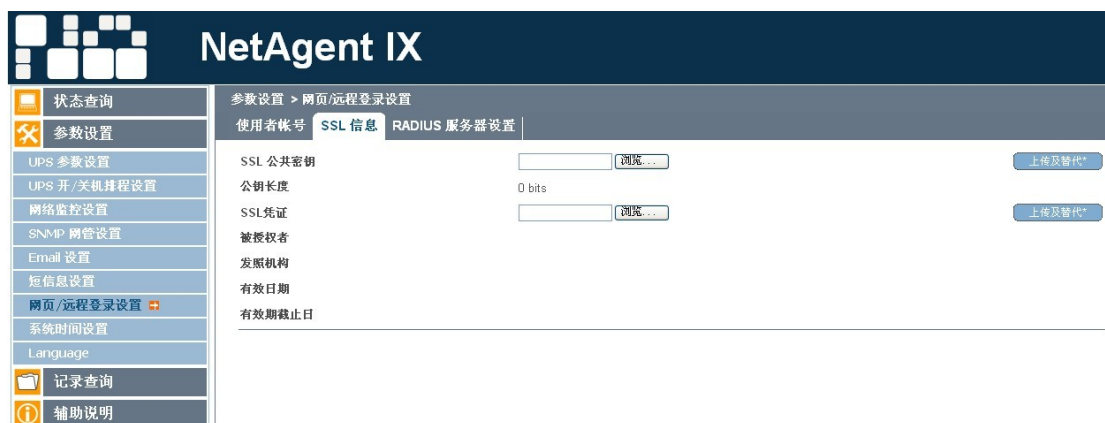 NetAgent IX
状态查询
参数设置
UPS 参数设置
UPS 开/关机排程设置
网络监控设置
SNMP 网管设置
Email 设置
短信息设置
网页/远程登录设置
系统时间设置
Language
记录查询
辅助说明
参数设置 > 网页/远程登录设置
使用者帐号 SSL 信息 RADIUS 服务器设置
SSL 公共密钥 浏览... 上传及替代*
公钥长度 0 bits
SSL凭证 浏览... 上传及替代*
被授权者
发照机构
有效日期
有效期截止日